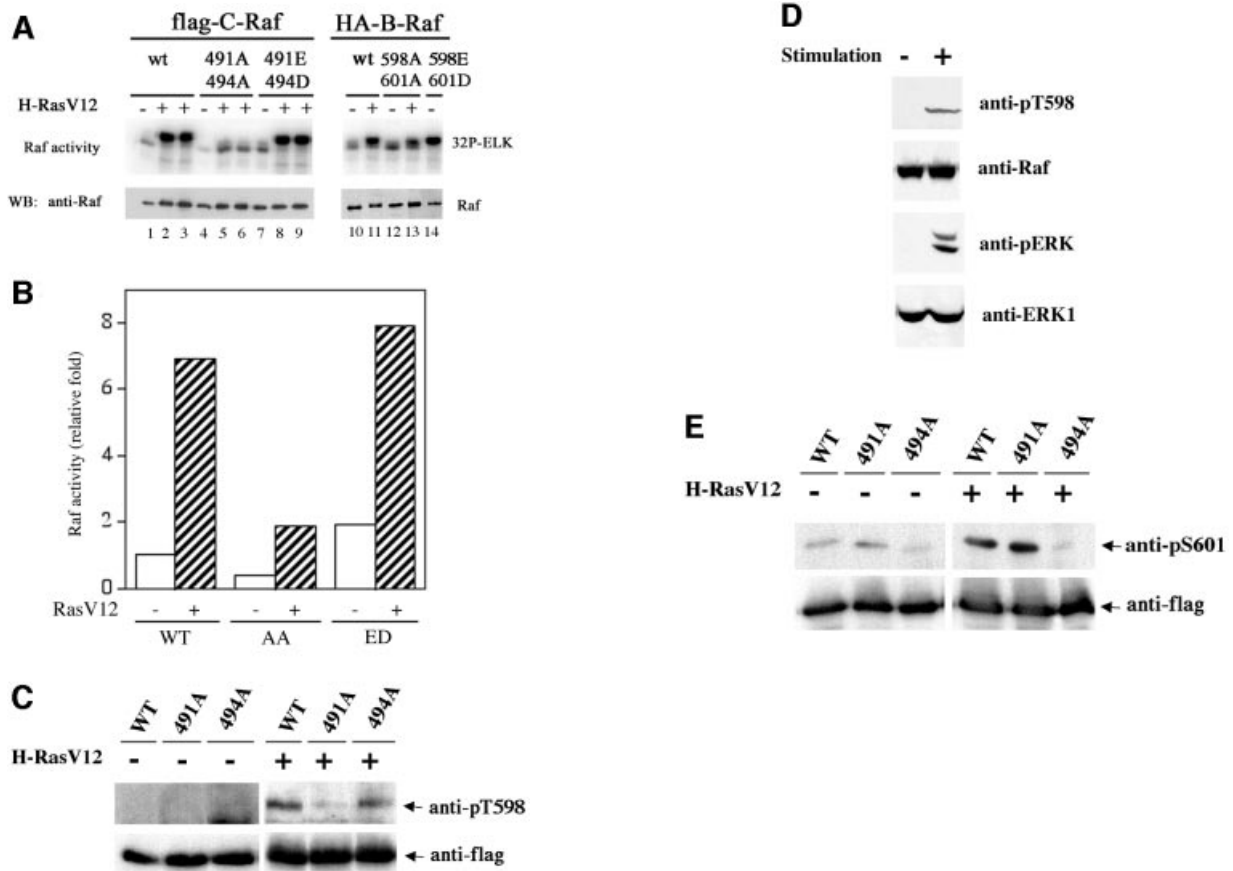 A
flag-C-Raf
HA-B-Raf
wt
491A
494A
491E
494D
wt
598A
601A
598E
601D
H-RasV12
- + + - + + - + + - + - + -
Raf activity
32P-ELK
WB: anti-Raf
Raf
1 2 3 4 5 6 7 8 9 10 11 12 13 14
B
Raf activity (relative fold)
8
6
4
2
0
RasV12
- + - + - +
WT AA ED
C
WT 491A 494A WT 491A 494A
H-RasV12 - - - + + +
anti-pT598
anti-flag
D
Stimulation - +
anti-pT598
anti-Raf
anti-pERK
anti-ERK1
E
WT 491A 494A WT 491A 494A
H-RasV12 - - - + + +
anti-pS601
anti-flag